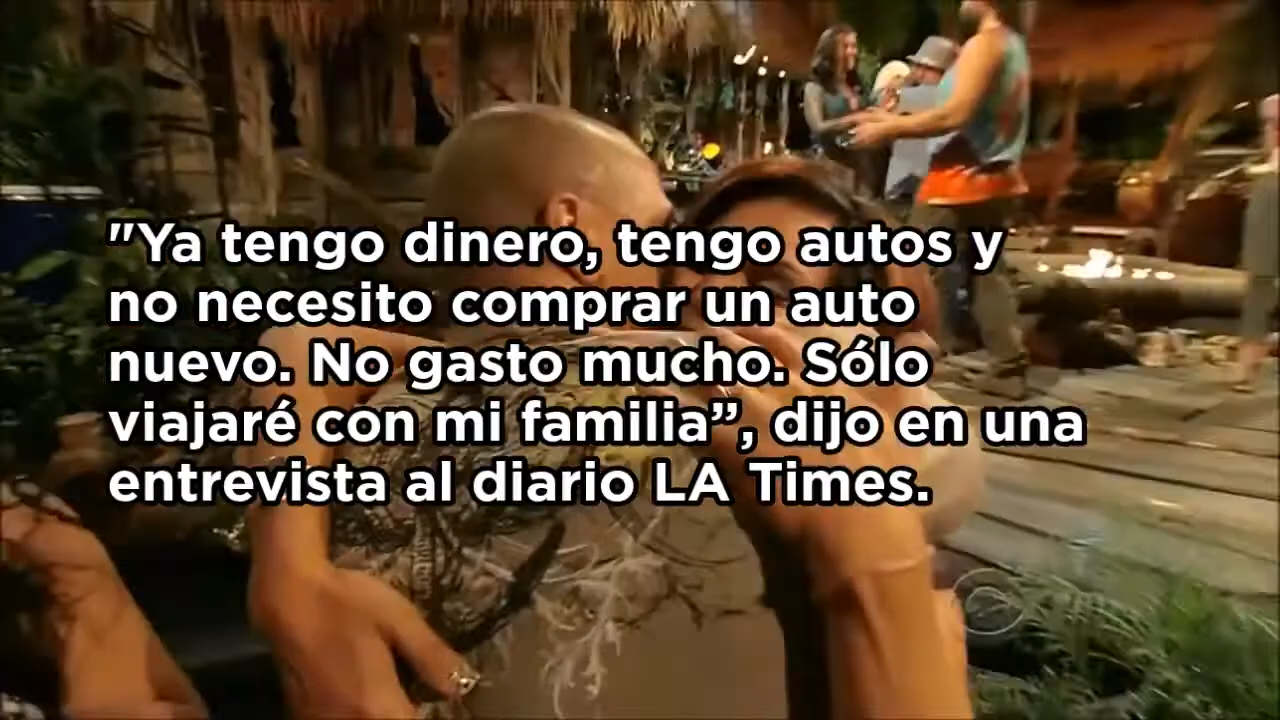 "Ya tengo dinero, tengo autos y
no necesito comprar un auto
nuevo. No gasto mucho. Sólo
viajaré con mi familia”, dijo en una
entrevista al diario LA Times.